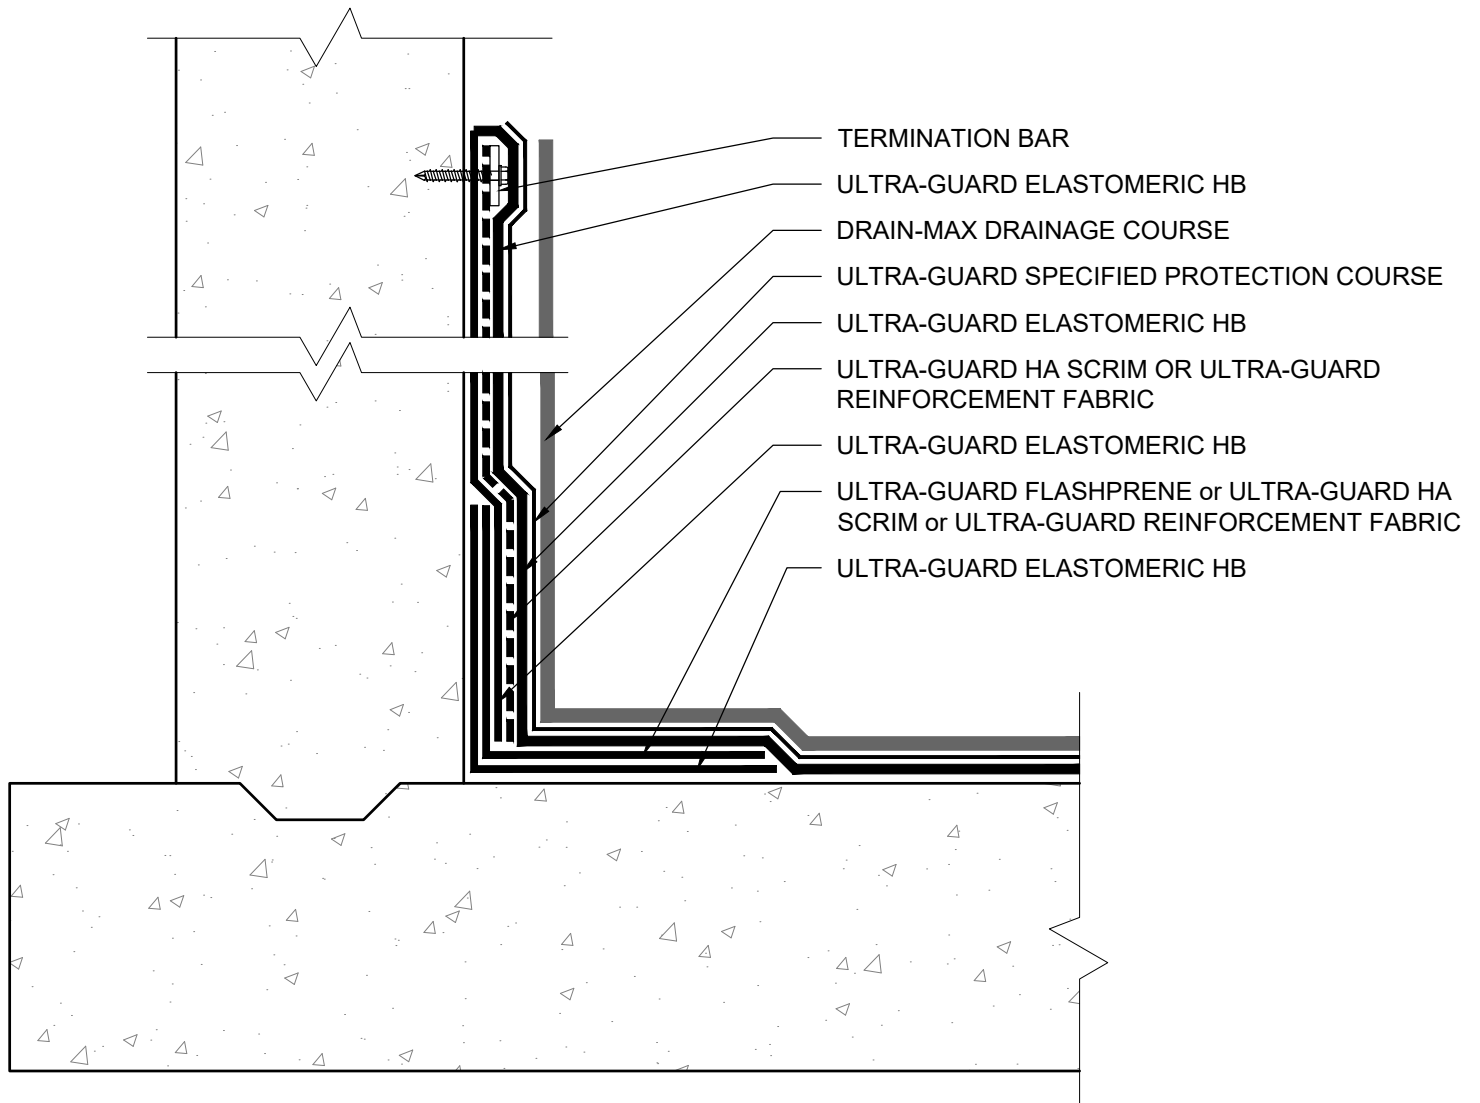 TERMINATION BAR
ULTRA-GUARD ELASTOMERIC HB
DRAIN-MAX DRAINAGE COURSE
ULTRA-GUARD SPECIFIED PROTECTION COURSE
ULTRA-GUARD ELASTOMERIC HB
ULTRA-GUARD HA SCRIM OR ULTRA-GUARD
REINFORCEMENT FABRIC
ULTRA-GUARD ELASTOMERIC HB
ULTRA-GUARD FLASHPRENE or ULTRA-GUARD HA
SCRIM or ULTRA-GUARD REINFORCEMENT FABRIC
ULTRA-GUARD ELASTOMERIC HB